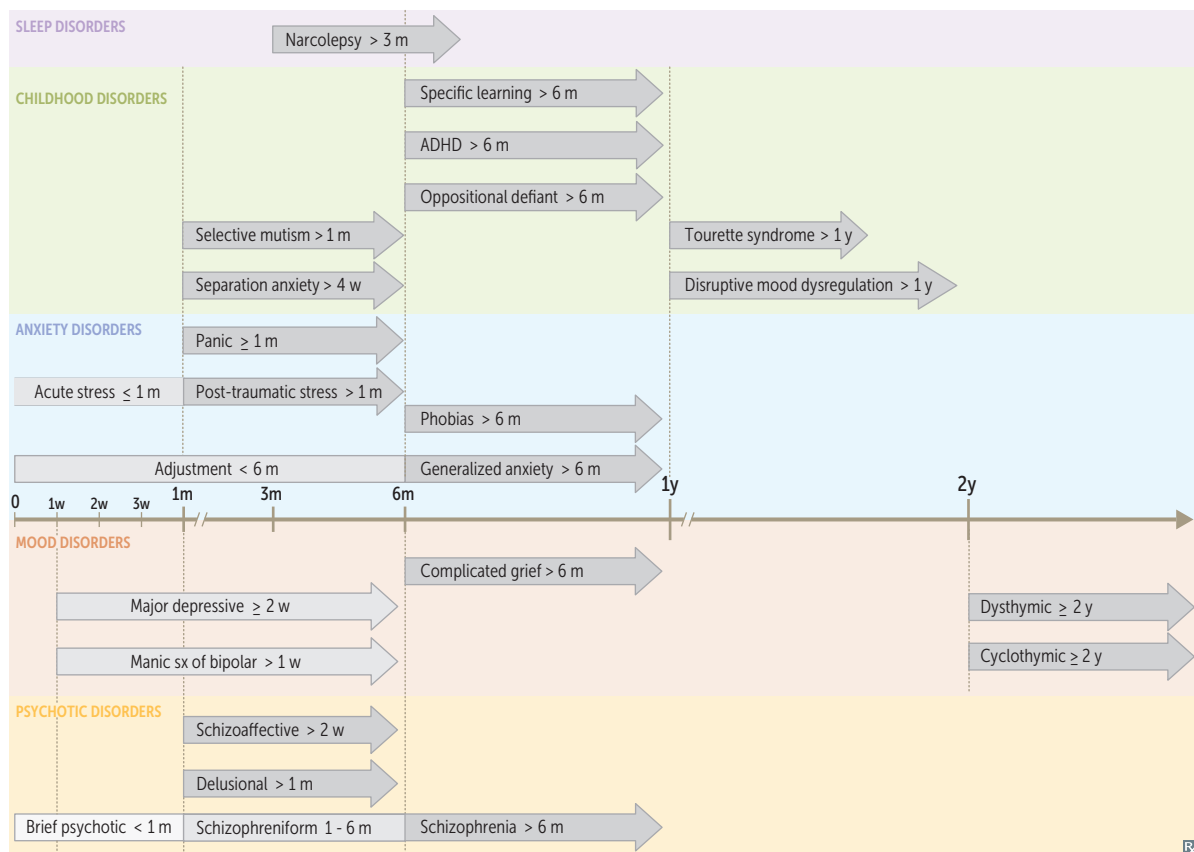 SLEEP DISORDERS
Narcolepsy > 3 m
CHILDHOOD DISORDERS
Specific learning > 6 m
ADHD > 6 m
Oppositional defiant > 6 m
Selective mutism > 1 m
Tourette syndrome > 1 y
Separation anxiety > 4 w
Disruptive mood dysregulation > 1 y
ANXIETY DISORDERS
Panic ≥ 1 m
Acute stress ≤ 1 m
Post-traumatic stress > 1 m
Phobias > 6 m
Adjustment < 6 m
Generalized anxiety > 6 m
0 1w 2w 3w 1m 3m 6m 1y 2y
MOOD DISORDERS
Complicated grief > 6 m
Major depressive ≥ 2 w
Dysthymic ≥ 2 y
Manic sx of bipolar > 1 w
Cyclothymic ≥ 2 y
PSYCHOTIC DISORDERS
Schizoaffective > 2 w
Delusional > 1 m
Brief psychotic < 1 m
Schizophreniform 1 - 6 m
Schizophrenia > 6 m
R